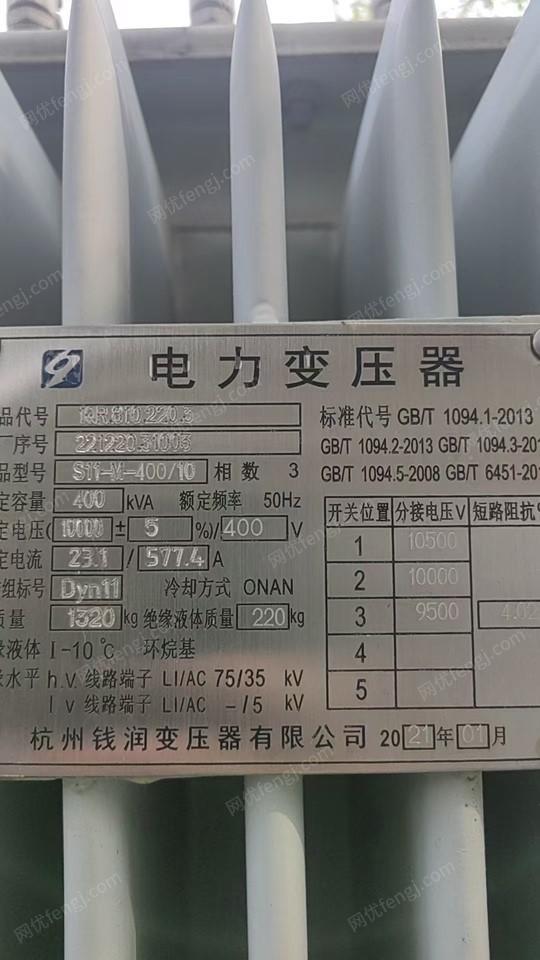 电力变压器
品代号 1QR.810.220.3 标准代号 GB/T 1094.1-2013
厂序号 221220.31003 GB/T 1094.2-2013 GB/T 1094.3-20
品型号 S11-M-400/10 相数 3 GB/T 1094.5-2008 GB/T 6451-201
定容量 400 kVA 额定频率 50Hz
开关位置 分接电压V 短路阻抗%
定电压(10000±5%)/400 V
1 10500
定电流 23.1/577.4 A
2 10000
组标号 Dyn11 冷却方式 ONAN
3 9500 4.02
质量 1320 kg 绝缘液体质量 220 kg
4
缘液体 I-10℃ 环烷基
5
缘水平 h.v.线路端子 LI/AC 75/35 kV
l v 线路端子 LI/AC -/5 kV
杭州钱润变压器有限公司 2021年01月
网优fengj.com